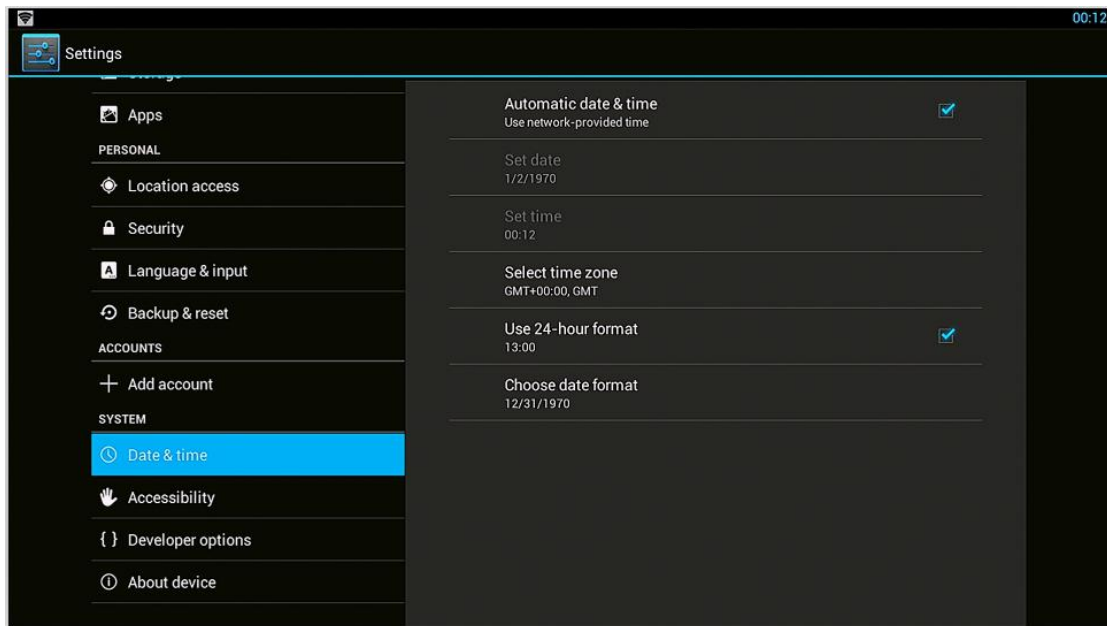 00:12
Settings
Apps
PERSONAL
Location access
Security
Language & input
Backup & reset
ACCOUNTS
Add account
SYSTEM
Date & time
Accessibility
{ } Developer options
About device
Automatic date & time
Use network-provided time
Set date
1/2/1970
Set time
00:12
Select time zone
GMT+00:00, GMT
Use 24-hour format
13:00
Choose date format
12/31/1970